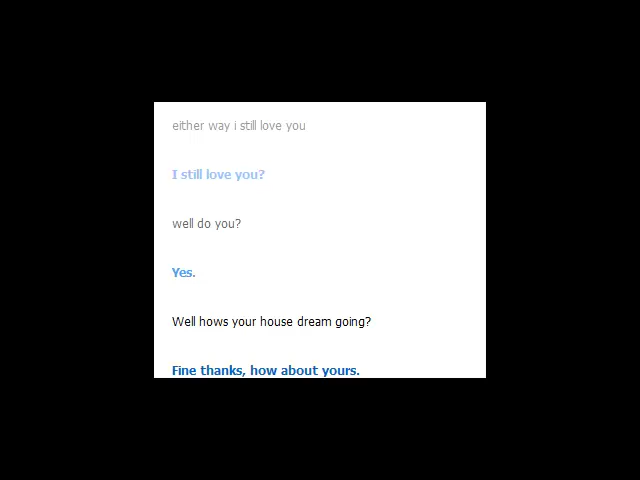 either way i still love you
I still love you?
well do you?
Yes.
Well hows your house dream going?
Fine thanks, how about yours.